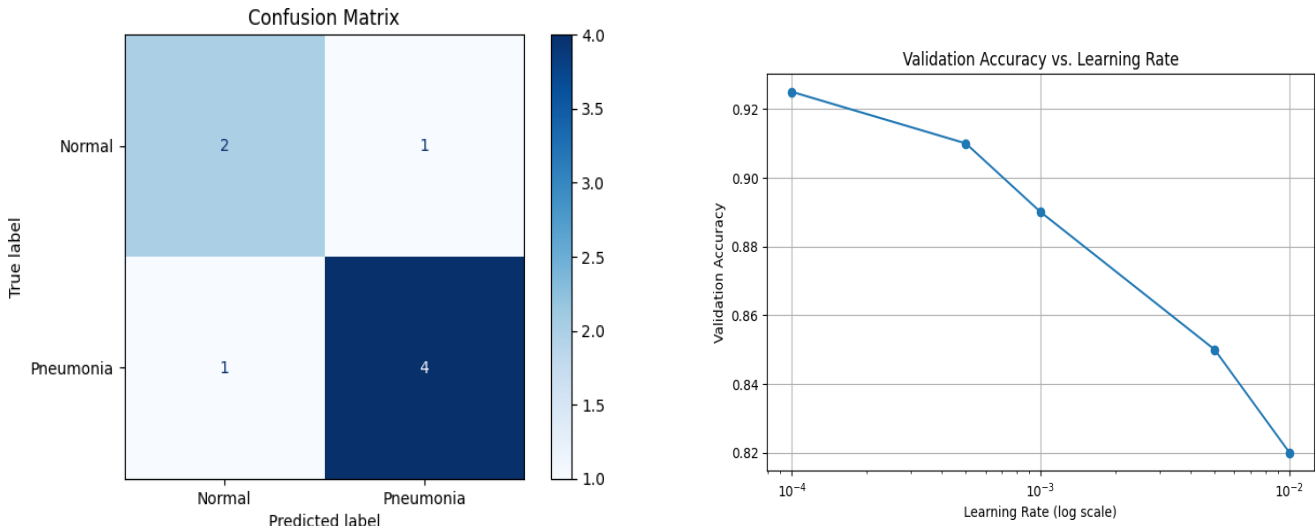 Confusion Matrix
4.0
3.5
3.0
2.5
2.0
1.5
1.0
Normal
2
1
Pneumonia
1
4
True label
Normal
Pneumonia
Predicted label
Validation Accuracy vs. Learning Rate
0.92
0.90
0.88
0.86
0.84
0.82
Validation Accuracy
10⁻⁴
10⁻³
10⁻²
Learning Rate (log scale)